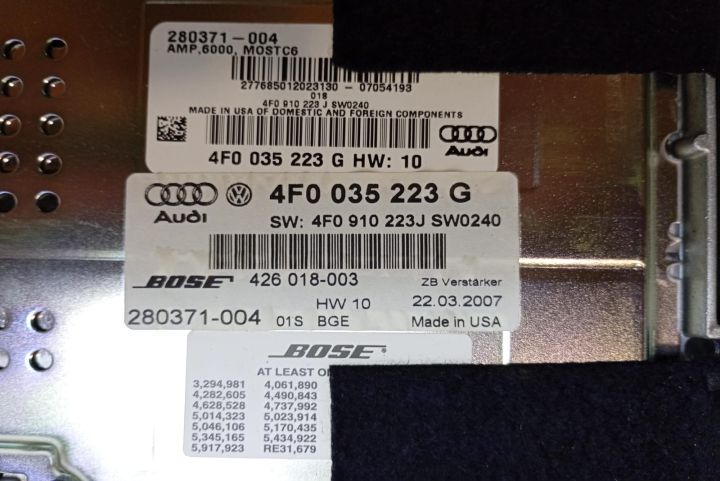 280371-004
AMP,6000, MOSTC6
277685012023130 - 07054193
018
4F0 910 223 J SW0240
MADE IN USA OF DOMESTIC AND FOREIGN COMPONENTS
4F0 035 223 G HW: 10
Audi
4F0 035 223 G
Audi
SW: 4F0 910 223J SW0240
BOSE 426 018-003 ZB Verstärker
HW 10 22.03.2007
280371-004 01S BGE Made in USA
BOSE
AT LEAST
3,294,981 4,061,890
4,282,605 4,490,843
4,628,528 4,737,992
5,014,323 5,023,914
5,046,106 5,170,435
5,345,165 5,434,922
5,917,923 RE31,679